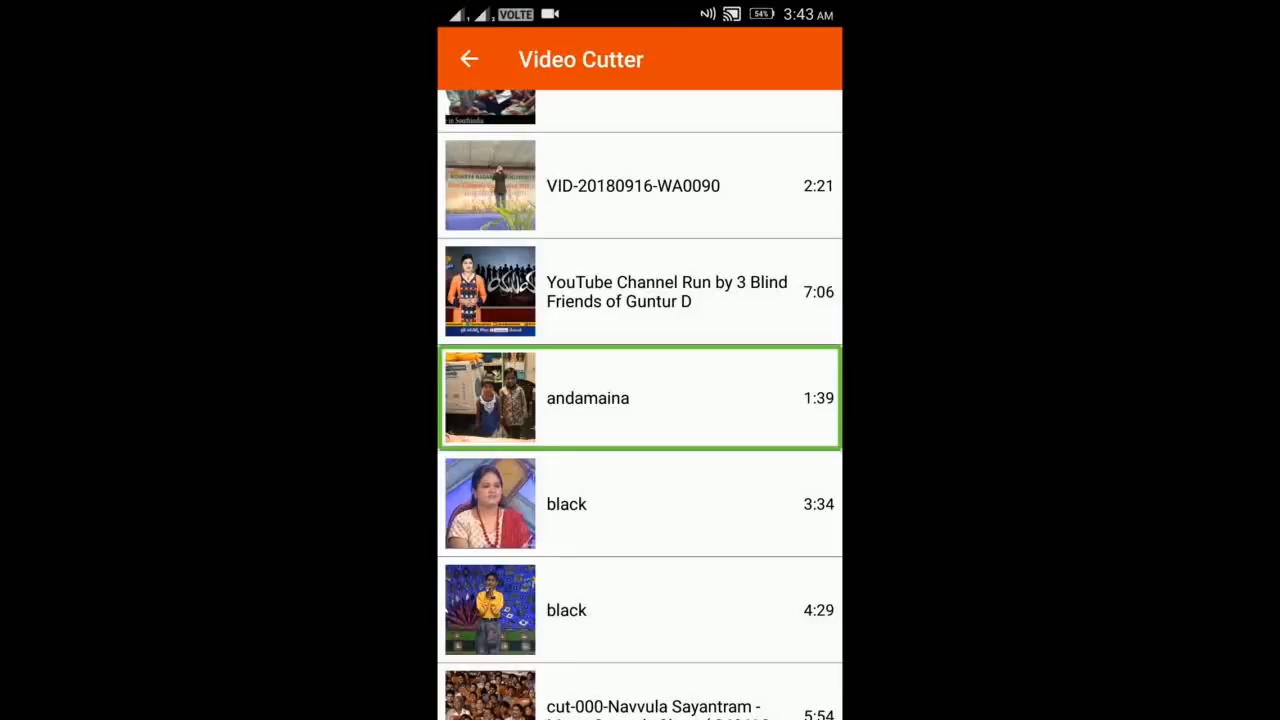 VOLTE
54%
3:43 AM
Video Cutter
in Southindia
VID-20180916-WA0090
2:21
YouTube Channel Run by 3 Blind
Friends of Guntur D
7:06
andamaina
1:39
black
3:34
black
4:29
cut-000-Navvula Sayantram -
5:54